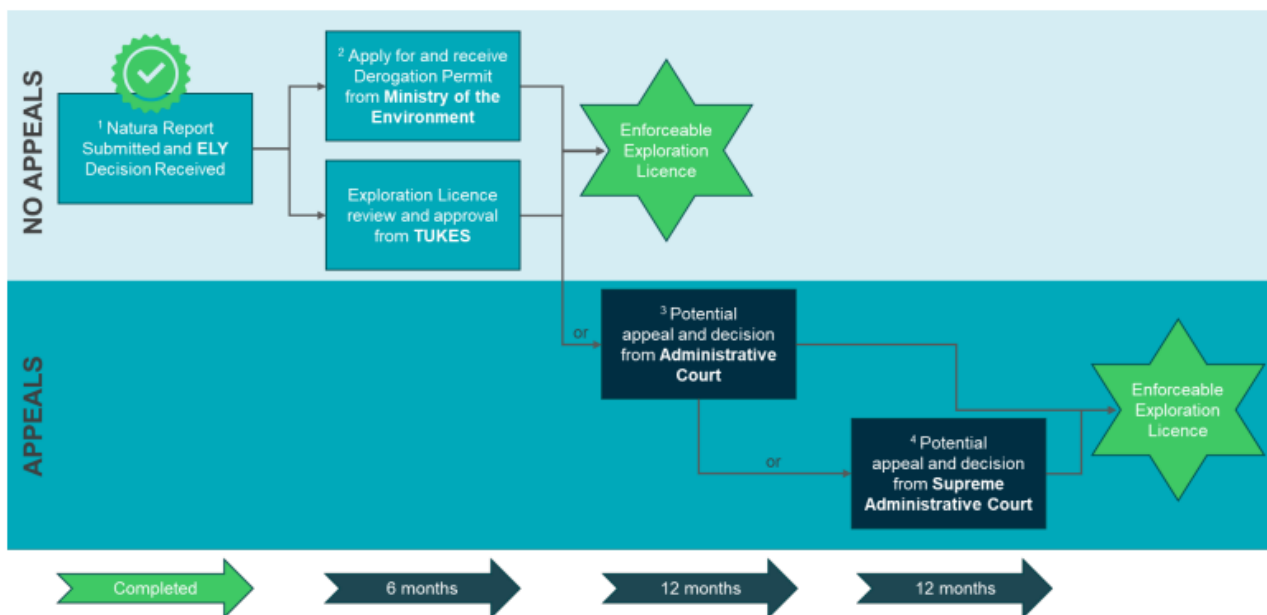 NO APPEALS
1 Natura Report
Submitted and ELY
Decision Received
2 Apply for and receive
Derogation Permit
from Ministry of the
Environment
Exploration Licence
review and approval
from TUKES
Enforceable
Exploration
Licence
APPEALS
or
3 Potential
appeal and decision
from Administrative
Court
or
4 Potential
appeal and decision
from Supreme
Administrative Court
Enforceable
Exploration
Licence
Completed
6 months
12 months
12 months